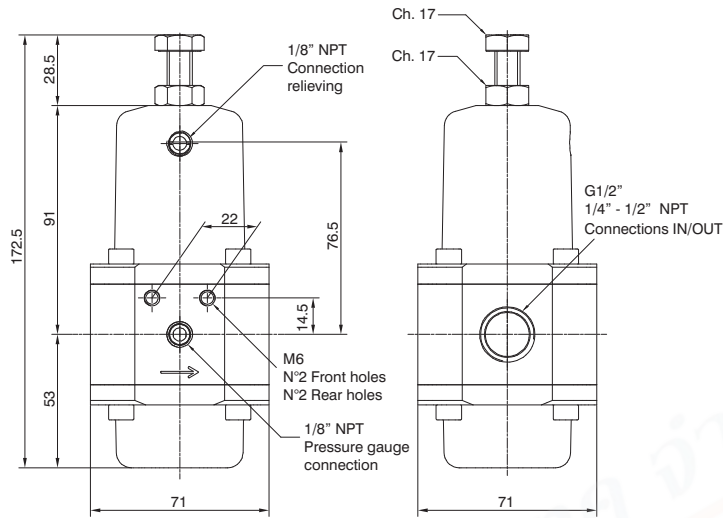 28.5
91
172.5
53
1/8” NPT
Connection
relieving
22
76.5
14.5
M6
N°2 Front holes
N°2 Rear holes
1/8” NPT
Pressure gauge
connection
71
Ch. 17
Ch. 17
G1/2”
1/4” - 1/2” NPT
Connections IN/OUT
71